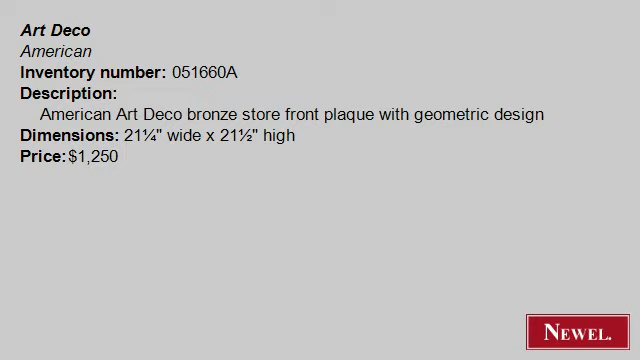 Art Deco
American
Inventory number: 051660A
Description:
American Art Deco bronze store front plaque with geometric design
Dimensions: 21¼" wide x 21½" high
Price:$1,250
NEWEL.